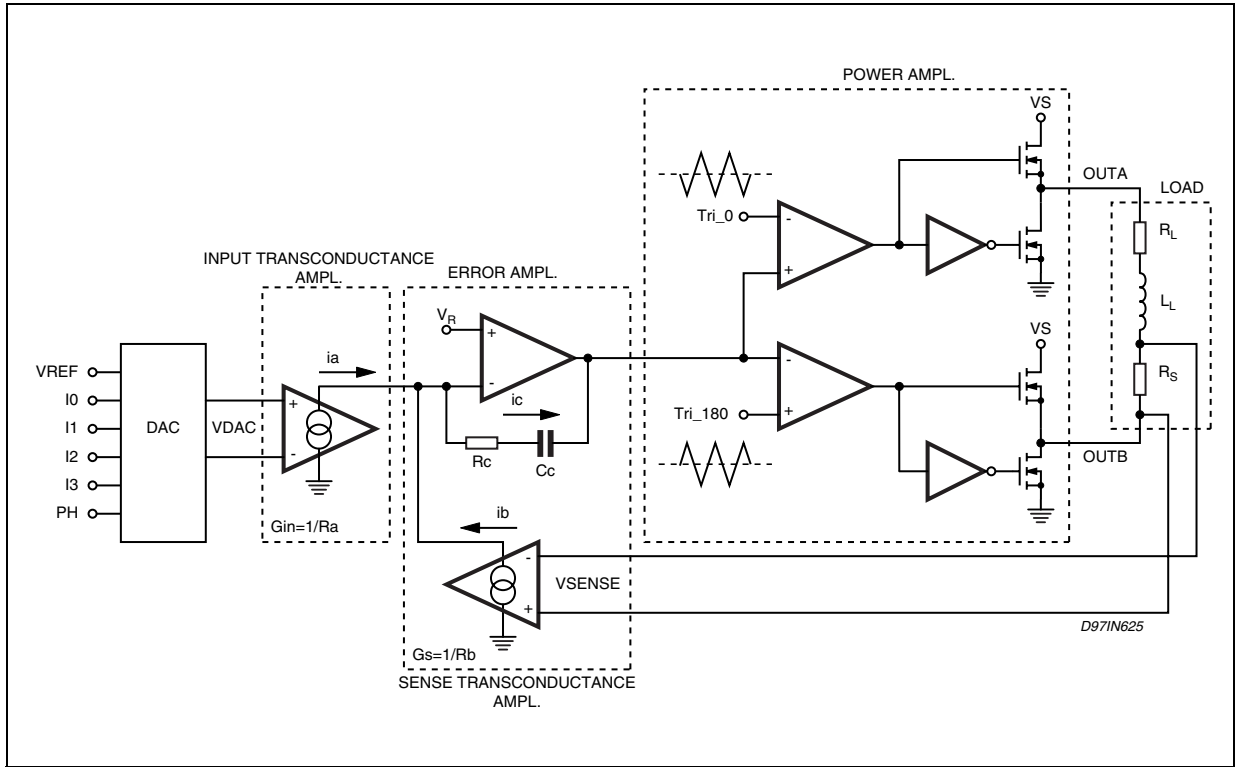 POWER AMPL.
VS
OUTA
LOAD
Tri_0
-
+
RL
INPUT TRANSCONDUCTANCE
AMPL.
ERROR AMPL.
LL
VR
+
-
VS
ia
VREF
I0
I1
I2
I3
PH
DAC
VDAC
+
-
ic
Rc
Cc
-
+
Tri_180
RS
OUTB
Gin=1/Ra
ib
-
+
VSENSE
D97IN625
Gs=1/Rb
SENSE TRANSCONDUCTANCE
AMPL.